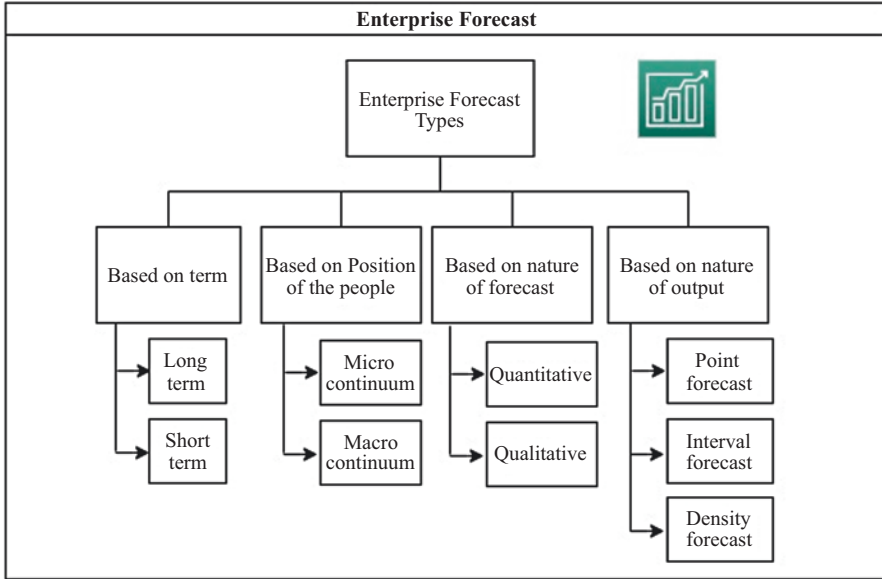 Enterprise Forecast
Enterprise Forecast
Types
Based on term
Long
term
Short
term
Based on Position
of the people
Micro
continuum
Macro
continuum
Based on nature
of forecast
Quantitative
Qualitative
Based on nature
of output
Point
forecast
Interval
forecast
Density
forecast